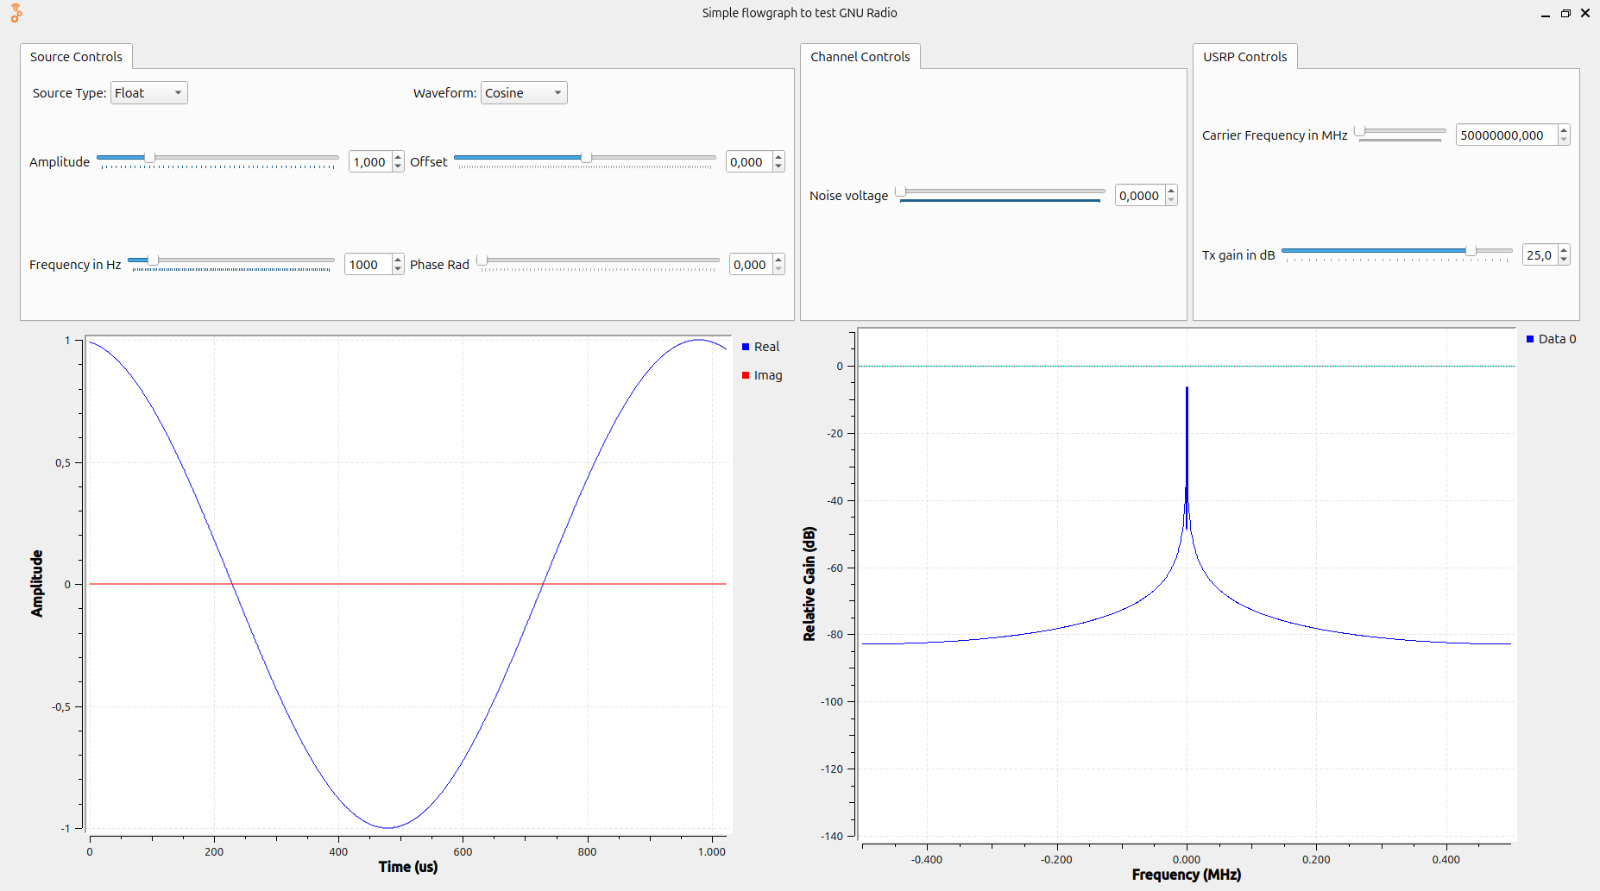 Simple flowgraph to test GNU Radio
Source Controls
Source Type: Float
Waveform: Cosine
Amplitude 1,000
Offset 0,000
Frequency in Hz 1000
Phase Rad 0,000
Channel Controls
Noise voltage 0,0000
USRP Controls
Carrier Frequency in MHz 50000000,000
Tx gain in dB 25,0
1
0,5
0
-0,5
-1
Amplitude
0 200 400 600 800 1.000
Time (us)
Real
Imag
0
-20
-40
-60
-80
-100
-120
-140
Relative Gain (dB)
-0.400 -0.200 0.000 0.200 0.400
Frequency (MHz)
Data 0